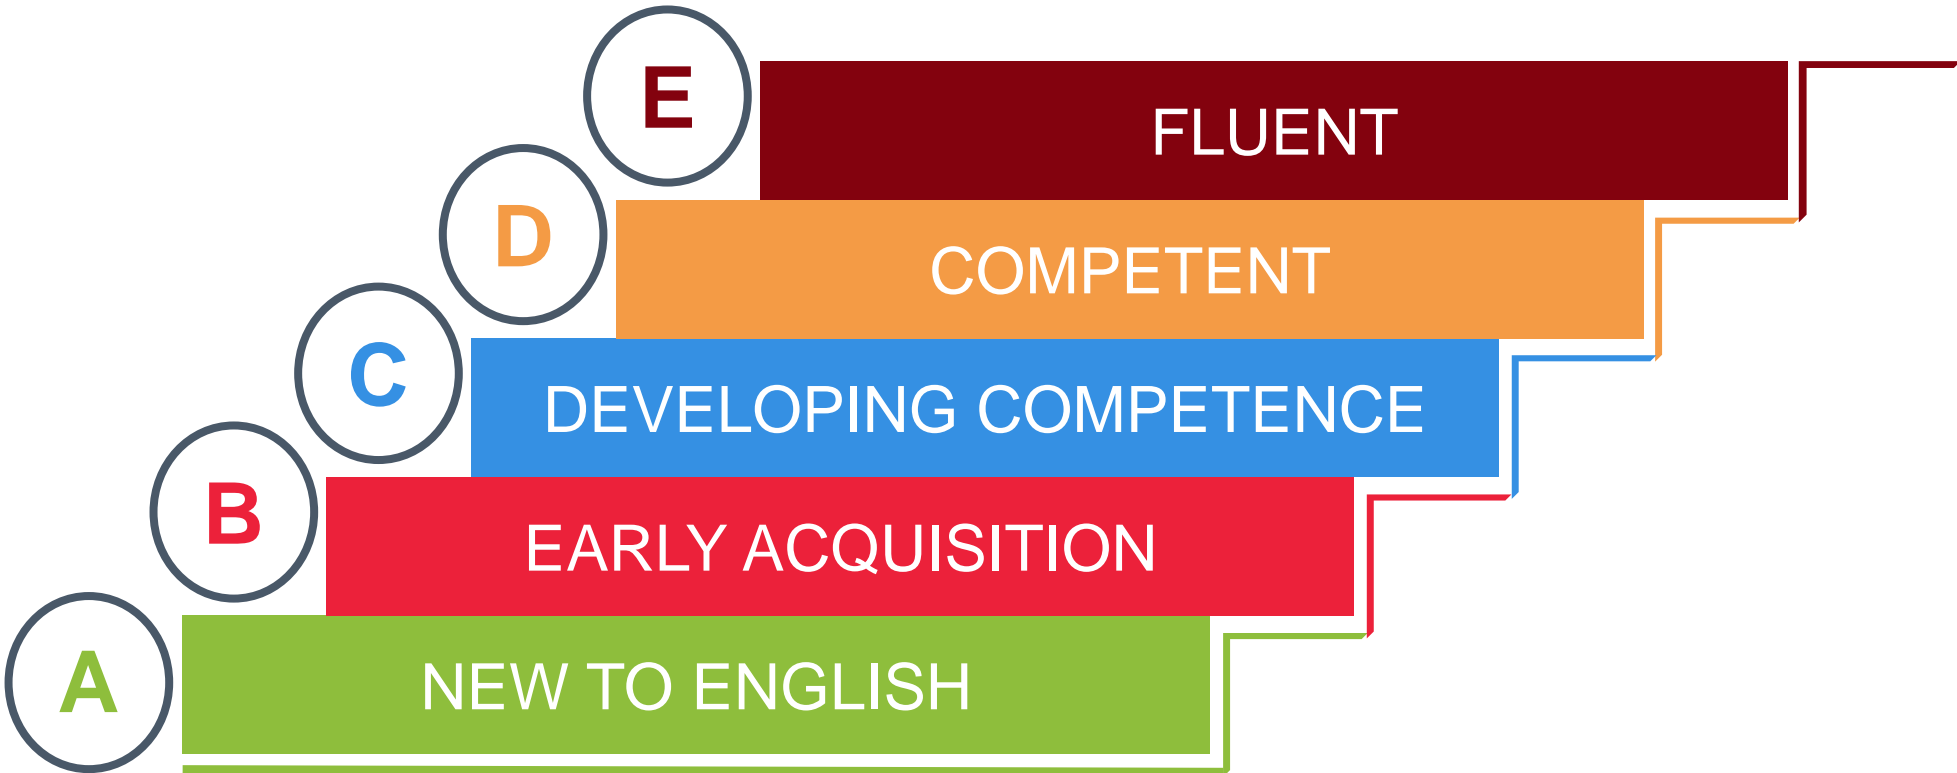 E
FLUENT
D
COMPETENT
C
DEVELOPING COMPETENCE
B
EARLY ACQUISITION
A
NEW TO ENGLISH